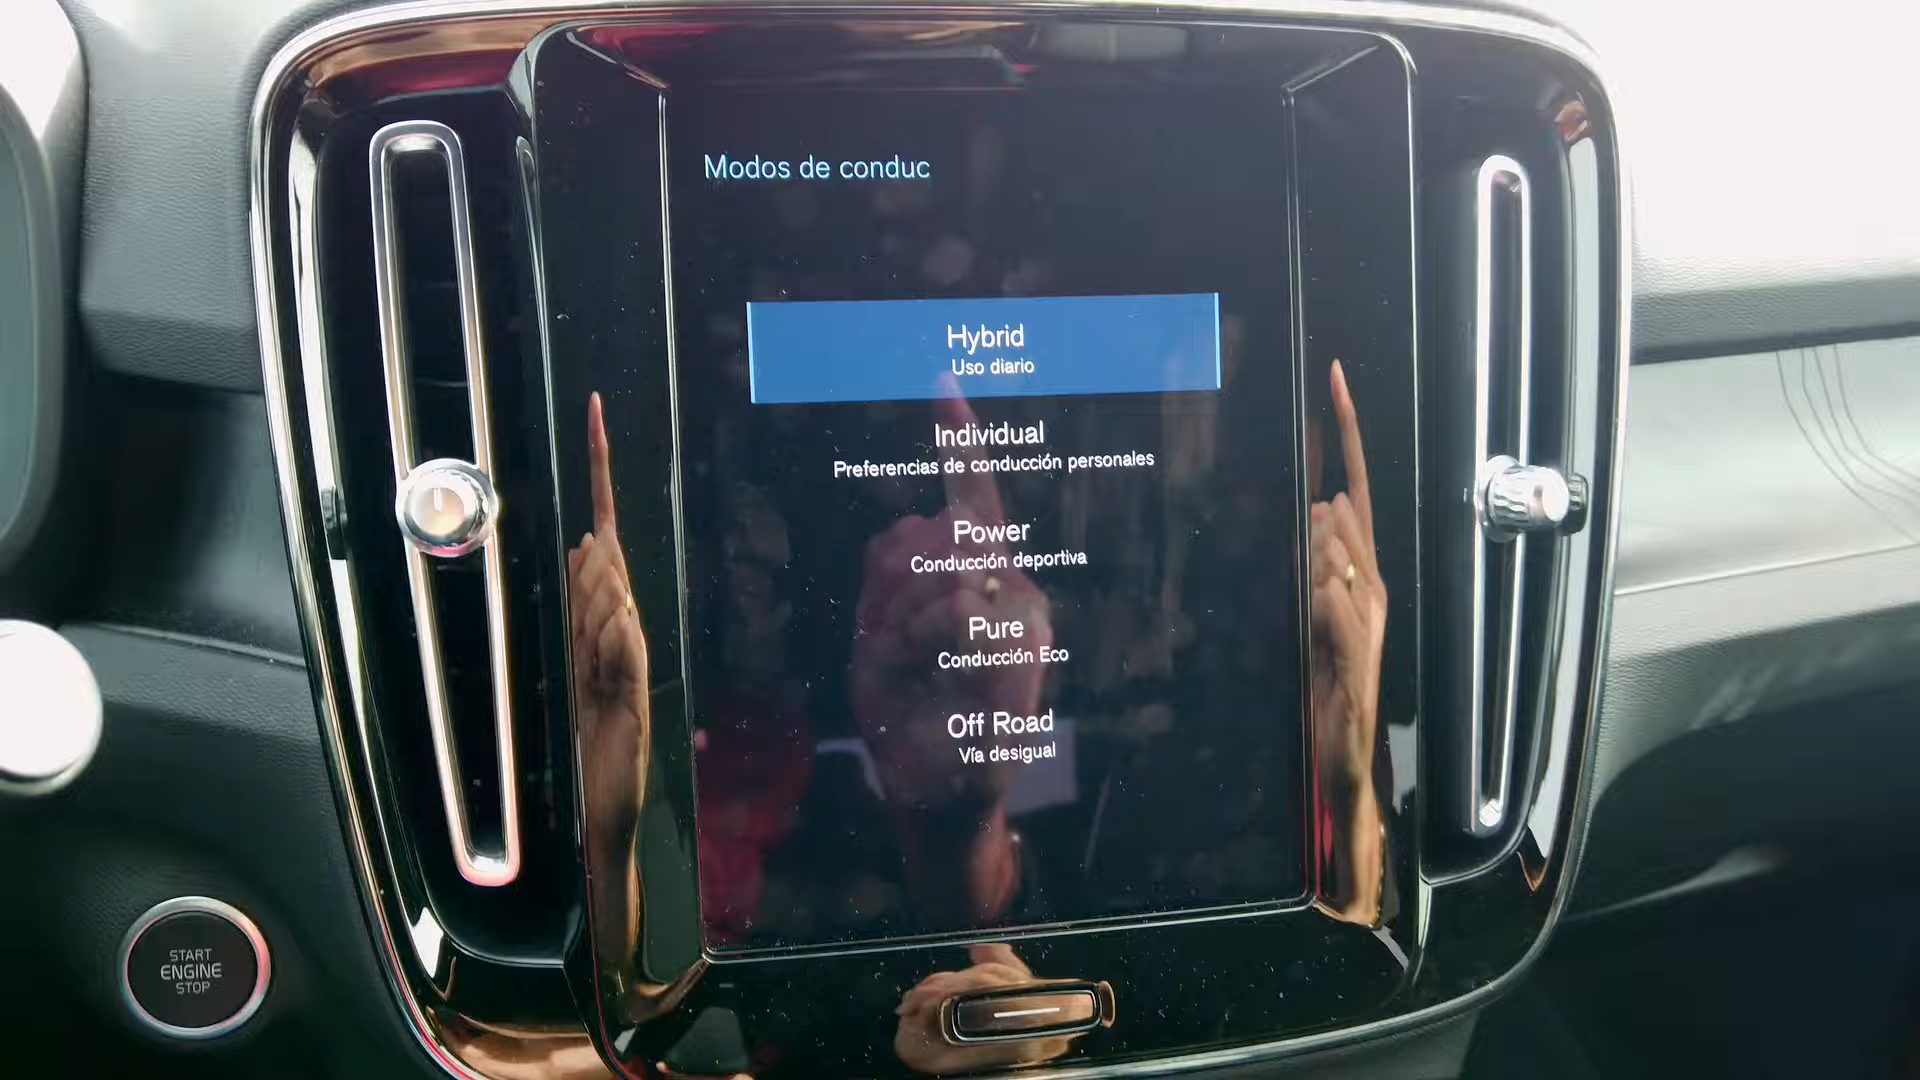 Modos de conduc
Hybrid
Uso diario
Individual
Preferencias de conducción personales
Power
Conducción deportiva
Pure
Conducción Eco
Off Road
Vía desigual
START
ENGINE
STOP